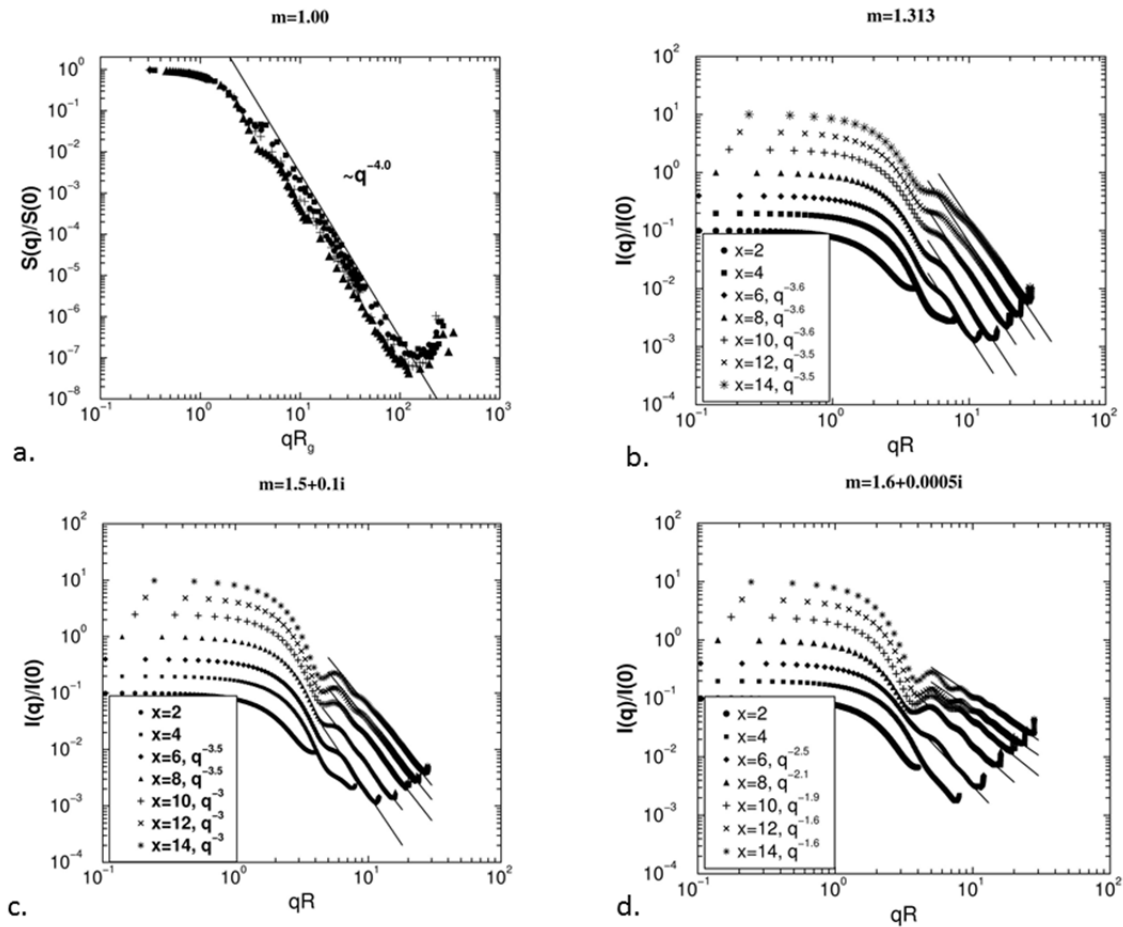 m=1.00
S(q)/S(0)
10^0
10^-1
10^-2
10^-3
10^-4
10^-5
10^-6
10^-7
10^-8
~q^-4.0
10^-1 10^0 10^1 10^2 10^3
qR_g
a.
m=1.313
I(q)/I(0)
10^2
10^1
10^0
10^-1
10^-2
10^-3
10^-4
x=2
x=4
x=6, q^-3.6
x=8, q^-3.6
x=10, q^-3.6
x=12, q^-3.5
x=14, q^-3.5
10^-1 10^0 10^1 10^2
qR
b.
m=1.5+0.1i
I(q)/I(0)
10^2
10^1
10^0
10^-1
10^-2
10^-3
10^-4
x=2
x=4
x=6, q^-3.5
x=8, q^-3.5
x=10, q^-3
x=12, q^-3
x=14, q^-3
10^-1 10^0 10^1 10^2
qR
c.
m=1.6+0.0005i
I(q)/I(0)
10^2
10^1
10^0
10^-1
10^-2
10^-3
10^-4
x=2
x=4
x=6, q^-2.5
x=8, q^-2.1
x=10, q^-1.9
x=12, q^-1.6
x=14, q^-1.6
10^-1 10^0 10^1 10^2
qR
d.